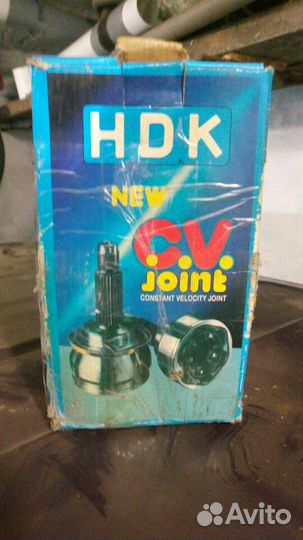 HDK
NEW
C.V.
Joint
CONSTANT VELOCITY JOINT
Avito